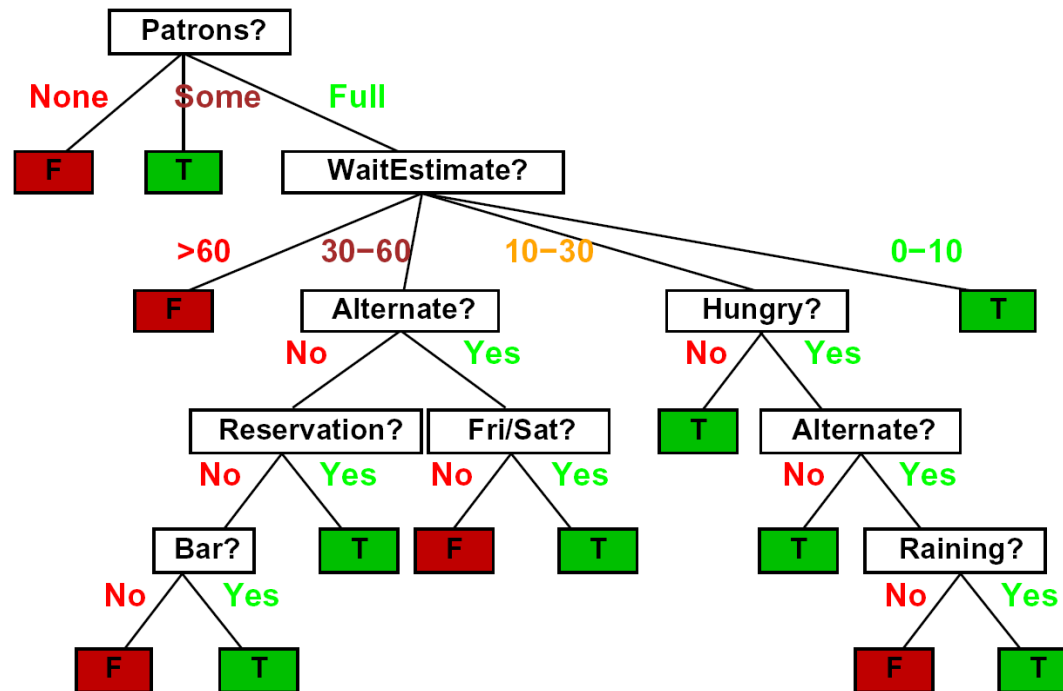 Patrons?
None Some Full
F T WaitEstimate?
>60 30−60 10−30 0−10
F Alternate? Hungry? T
No Yes No Yes
Reservation? Fri/Sat? T Alternate?
No Yes No Yes No Yes
Bar? T F T T Raining?
No Yes No Yes
F T F T